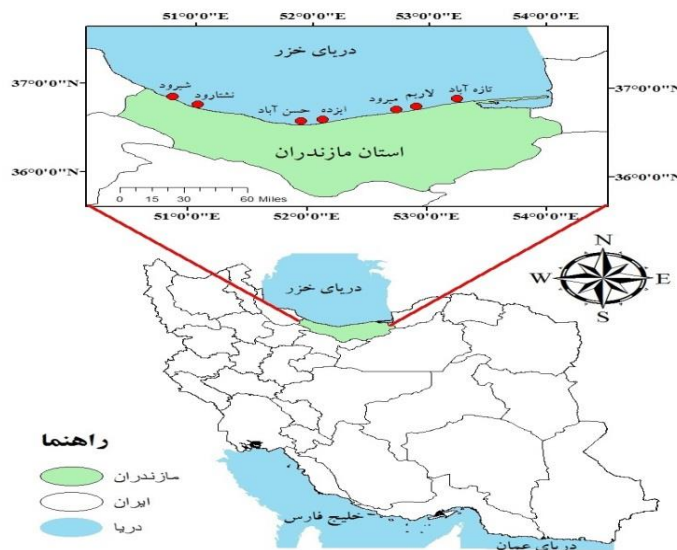 51°0'0"E 52°0'0"E 53°0'0"E 54°0'0"E
دریای خزر
37°0'0"N 37°0'0"N
شیرود نشتارود حسن آباد ایزده میرود لاریم تازه آباد
استان مازندران
36°0'0"N 36°0'0"N
0 15 30 60 Miles
51°0'0"E 52°0'0"E 53°0'0"E 54°0'0"E
دریای خزر
N
W E
S
راهنما
مازندران
ایران
دریا
خلیج فارس
دریای عمان